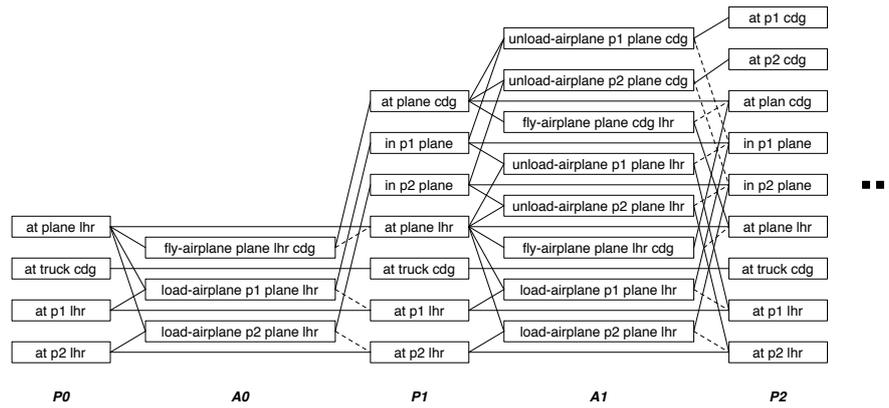 at plane lhr
at truck cdg
at p1 lhr
at p2 lhr
fly-airplane plane lhr cdg
load-airplane p1 plane lhr
load-airplane p2 plane lhr
at plane cdg
in p1 plane
in p2 plane
at plane lhr
at truck cdg
at p1 lhr
at p2 lhr
unload-airplane p1 plane cdg
unload-airplane p2 plane cdg
fly-airplane plane cdg lhr
unload-airplane p1 plane lhr
unload-airplane p2 plane lhr
fly-airplane plane lhr cdg
load-airplane p1 plane lhr
load-airplane p2 plane lhr
at p1 cdg
at p2 cdg
at plan cdg
in p1 plane
in p2 plane
at plane lhr
at truck cdg
at p1 lhr
at p2 lhr
P0 A0 P1 A1 P2